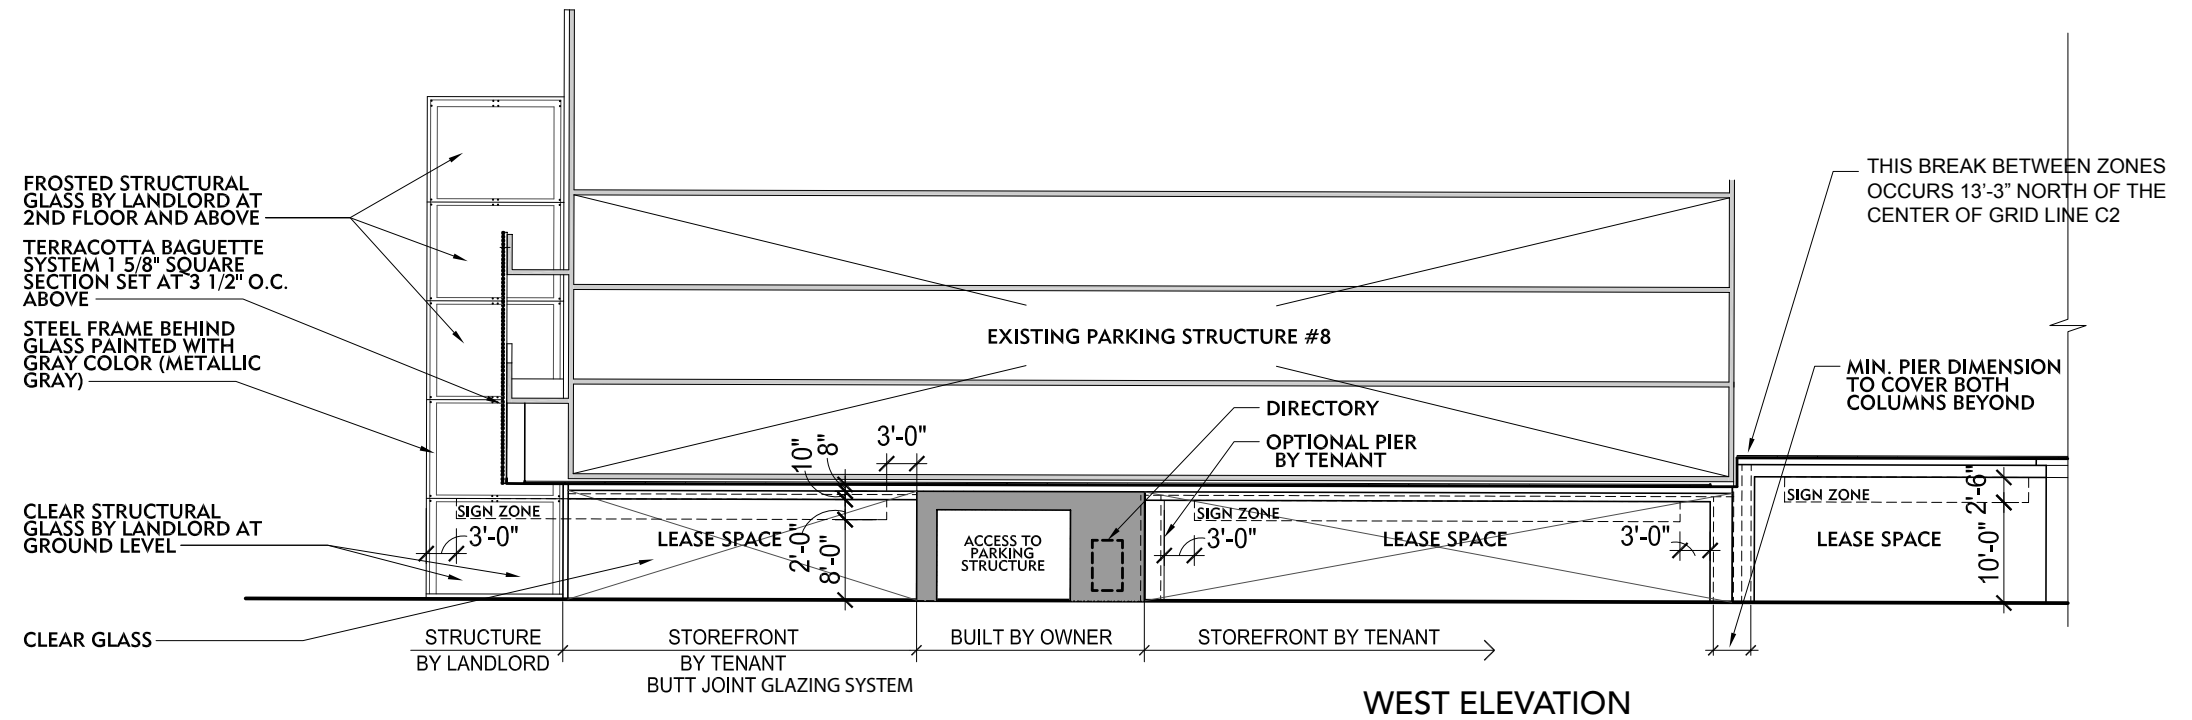 FROSTED STRUCTURAL
GLASS BY LANDLORD AT
2ND FLOOR AND ABOVE
TERRACOTTA BAGUETTE
SYSTEM 1 5/8" SQUARE
SECTION SET AT 3 1/2" O.C.
ABOVE
STEEL FRAME BEHIND
GLASS PAINTED WITH
GRAY COLOR (METALLIC
GRAY)
CLEAR STRUCTURAL
GLASS BY LANDLORD AT
GROUND LEVEL
CLEAR GLASS
EXISTING PARKING STRUCTURE #8
THIS BREAK BETWEEN ZONES
OCCURS 13’-3” NORTH OF THE
CENTER OF GRID LINE C2
MIN. PIER DIMENSION
TO COVER BOTH
COLUMNS BEYOND
DIRECTORY
OPTIONAL PIER
BY TENANT
10"
8"
3'-0"
SIGN ZONE
3'-0"
LEASE SPACE
2'-0"
8'-0"
ACCESS TO
PARKING
STRUCTURE
SIGN ZONE
3'-0"
LEASE SPACE
3'-0"
SIGN ZONE
2'-6"
LEASE SPACE
10'-0"
STRUCTURE
BY LANDLORD
STOREFRONT
BY TENANT
BUTT JOINT GLAZING SYSTEM
BUILT BY OWNER
STOREFRONT BY TENANT
WEST ELEVATION